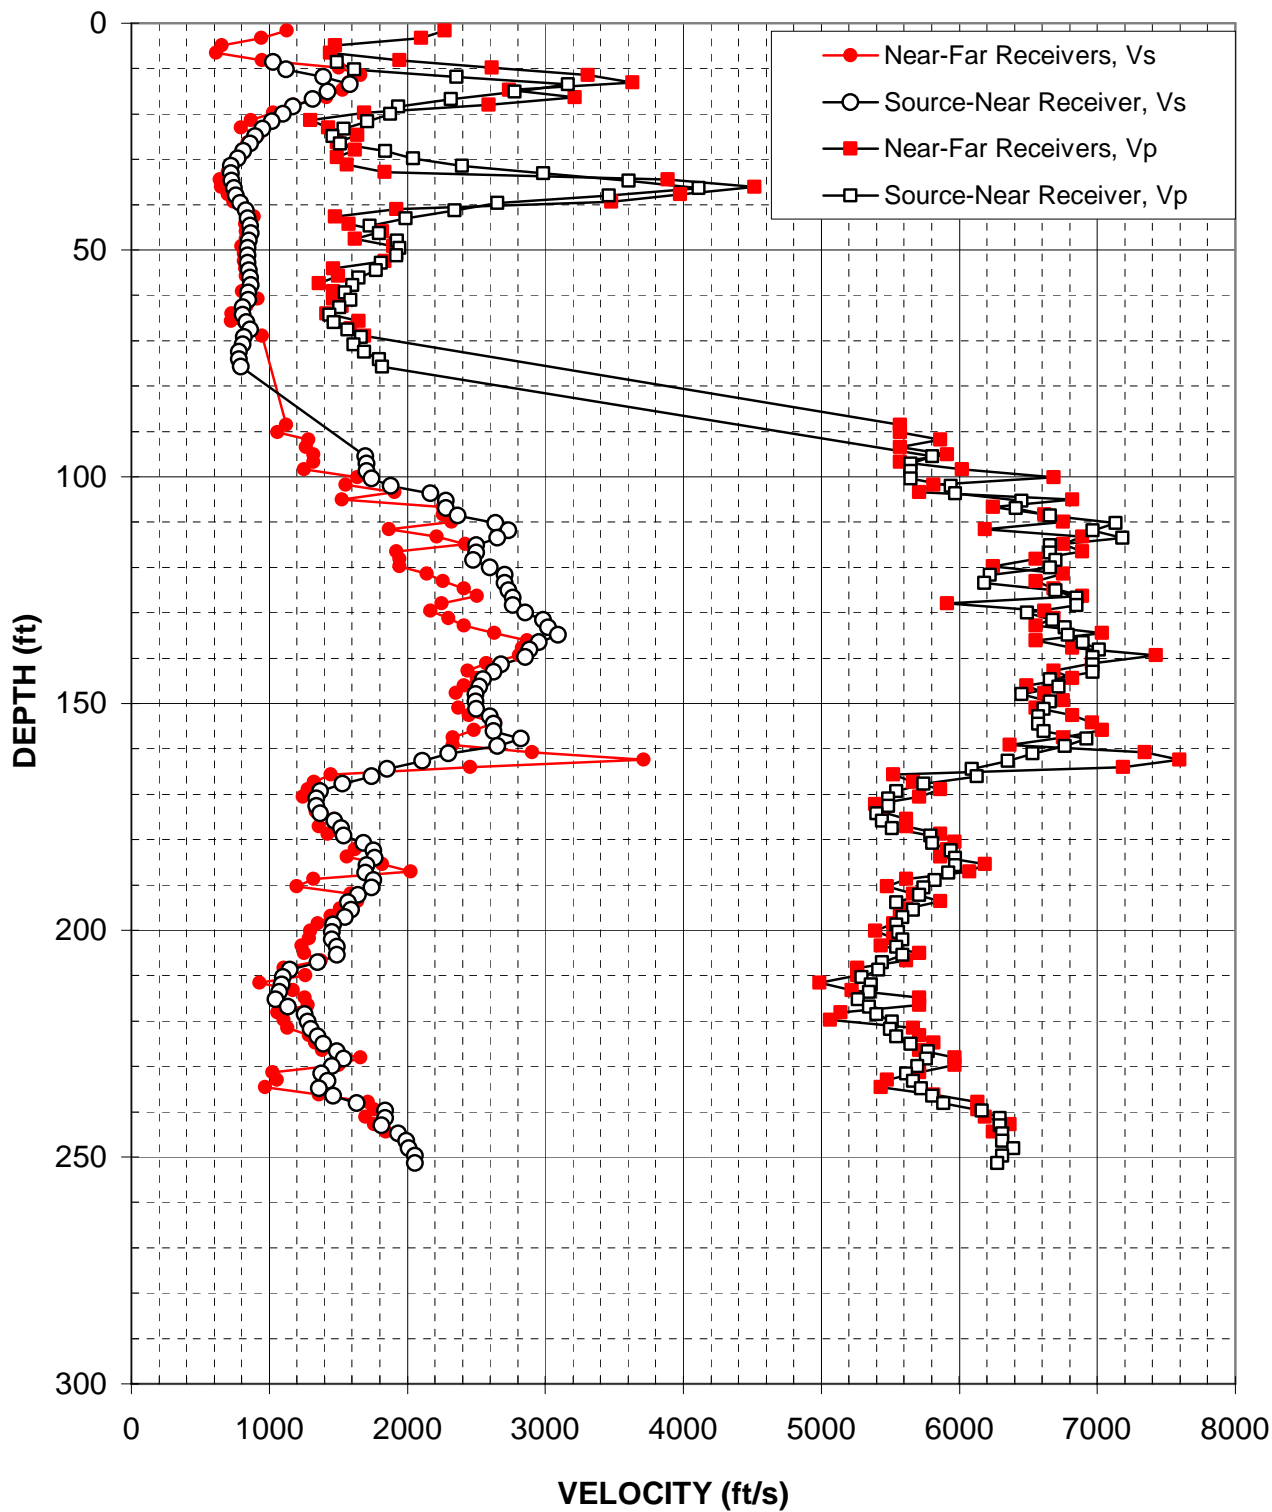 Near-Far Receivers, Vs
Source-Near Receiver, Vs
Near-Far Receivers, Vp
Source-Near Receiver, Vp
0
50
100
150
200
250
300
DEPTH (ft)
0 1000 2000 3000 4000 5000 6000 7000 8000
VELOCITY (ft/s)